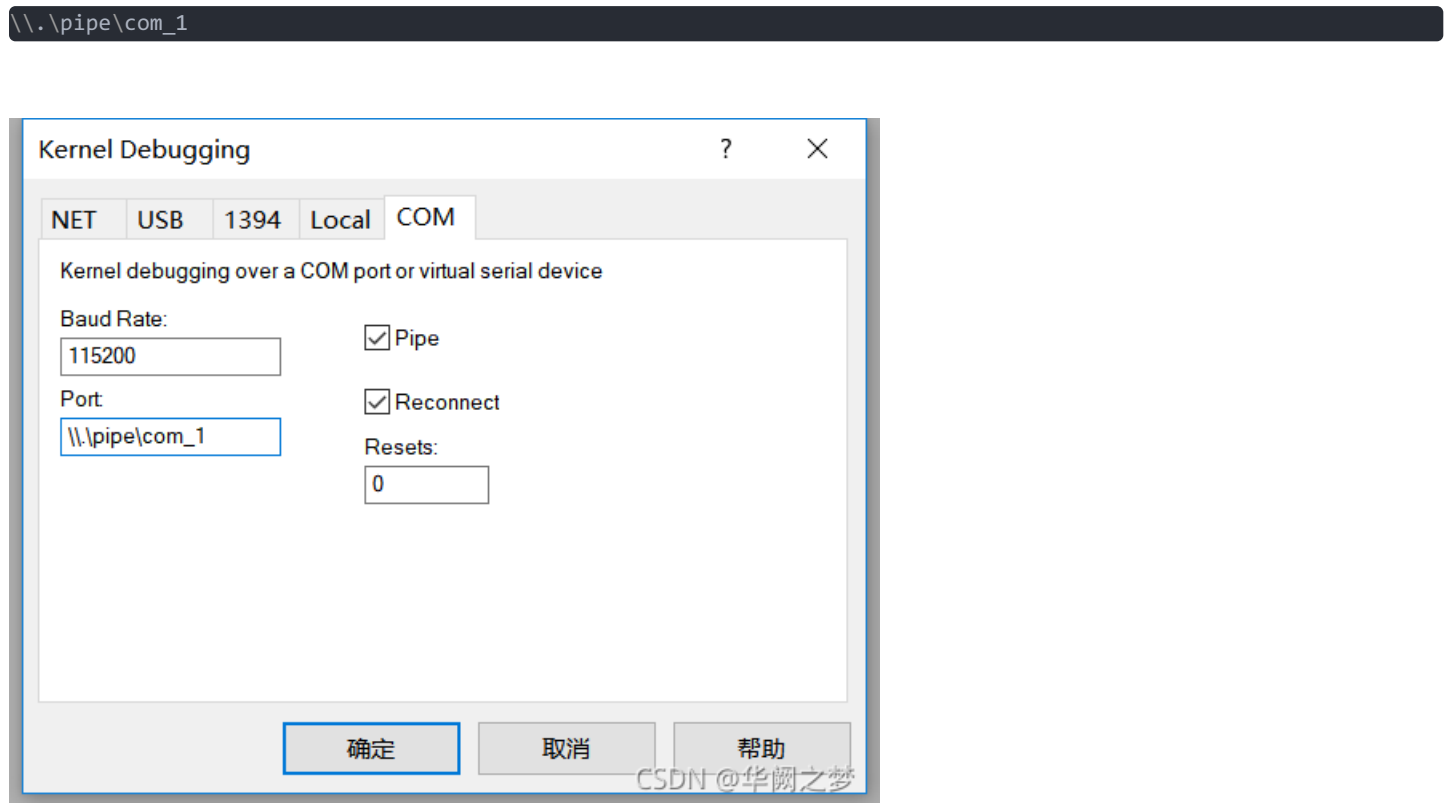 \\.\pipe\com_1
Kernel Debugging ?
NET USB 1394 Local COM
Kernel debugging over a COM port or virtual serial device
Baud Rate:
115200
Pipe
Port:
\\.\pipe\com_1
Reconnect
Resets:
0
确定 取消 帮助
CSDN @华阙之梦